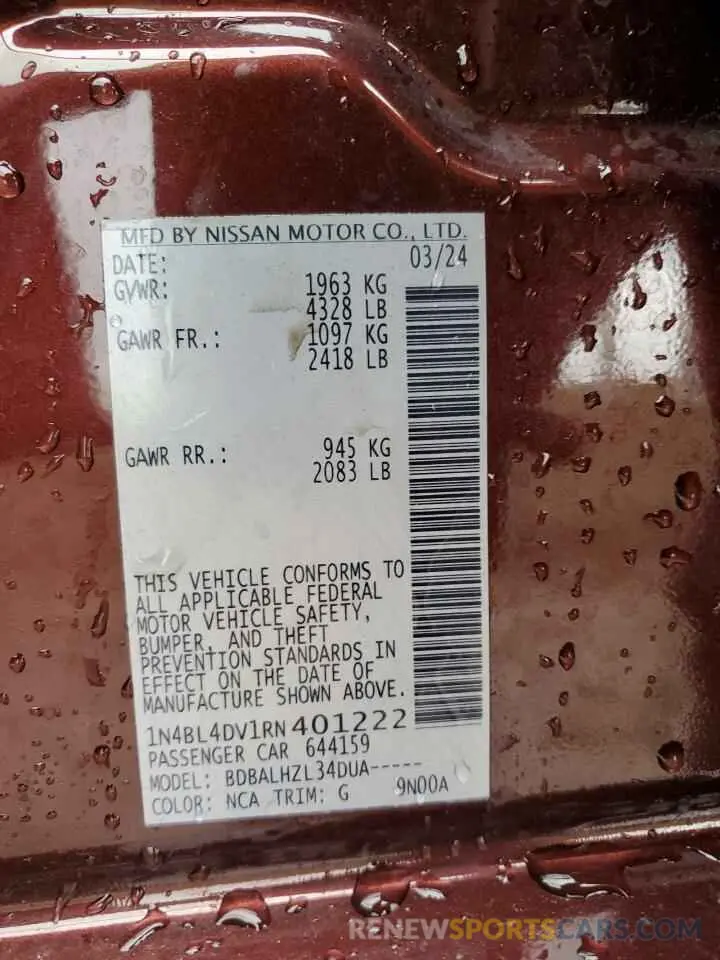 MFD BY NISSAN MOTOR CO., LTD.
DATE: 03/24
GVWR: 1963 KG
4328 LB
GAWR FR.: 1097 KG
2418 LB
GAWR RR.: 945 KG
2083 LB
THIS VEHICLE CONFORMS TO
ALL APPLICABLE FEDERAL
MOTOR VEHICLE SAFETY,
BUMPER, AND THEFT
PREVENTION STANDARDS IN
EFFECT ON THE DATE OF
MANUFACTURE SHOWN ABOVE.
1N4BL4DV1RN401222
PASSENGER CAR 644159
MODEL: BDBALHZL34DUA-----
COLOR: NCA TRIM: G 9N00A
RENEWSPORTSCARS.COM